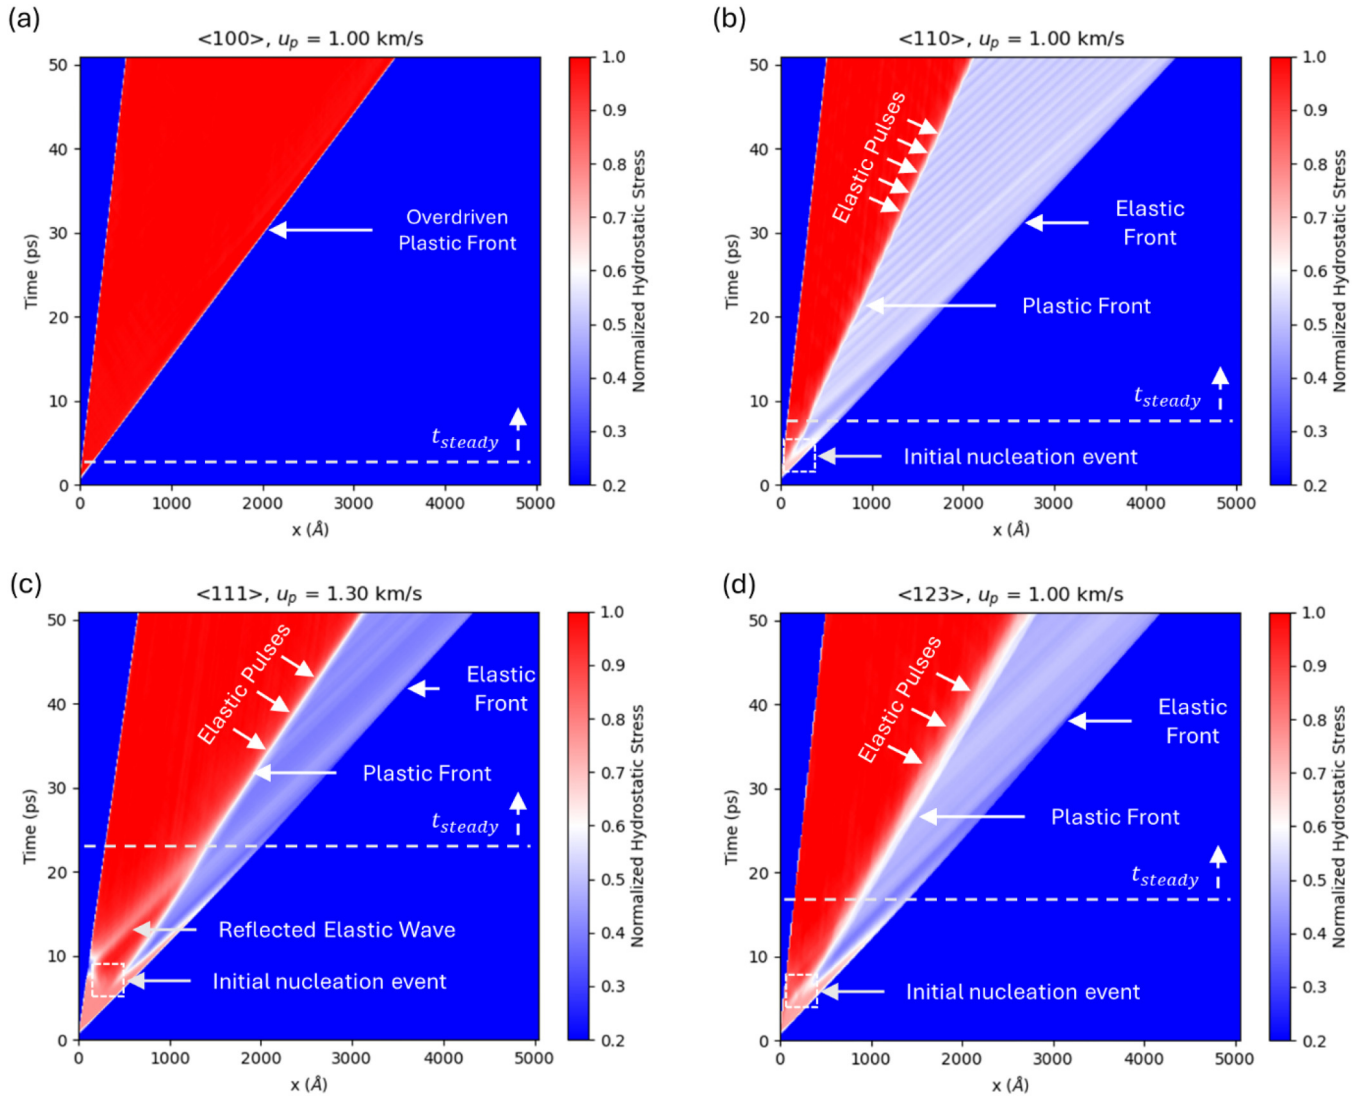 (a)
<100>, u_p = 1.00 km/s
Time (ps)
50
40
30
20
10
0
Overdriven
Plastic Front
t_steady
0 1000 2000 3000 4000 5000
x (Å)
1.0
0.9
0.8
0.7
0.6
0.5
0.4
0.3
0.2
Normalized Hydrostatic Stress
(b)
<110>, u_p = 1.00 km/s
Time (ps)
50
40
30
20
10
0
Elastic Pulses
Elastic
Front
Plastic Front
t_steady
Initial nucleation event
0 1000 2000 3000 4000 5000
x (Å)
1.0
0.9
0.8
0.7
0.6
0.5
0.4
0.3
0.2
Normalized Hydrostatic Stress
(c)
<111>, u_p = 1.30 km/s
Time (ps)
50
40
30
20
10
0
Elastic Pulses
Elastic
Front
Plastic Front
t_steady
Reflected Elastic Wave
Initial nucleation event
0 1000 2000 3000 4000 5000
x (Å)
1.0
0.9
0.8
0.7
0.6
0.5
0.4
0.3
0.2
Normalized Hydrostatic Stress
(d)
<123>, u_p = 1.00 km/s
Time (ps)
50
40
30
20
10
0
Elastic Pulses
Elastic
Front
Plastic Front
t_steady
Initial nucleation event
0 1000 2000 3000 4000 5000
x (Å)
1.0
0.9
0.8
0.7
0.6
0.5
0.4
0.3
0.2
Normalized Hydrostatic Stress